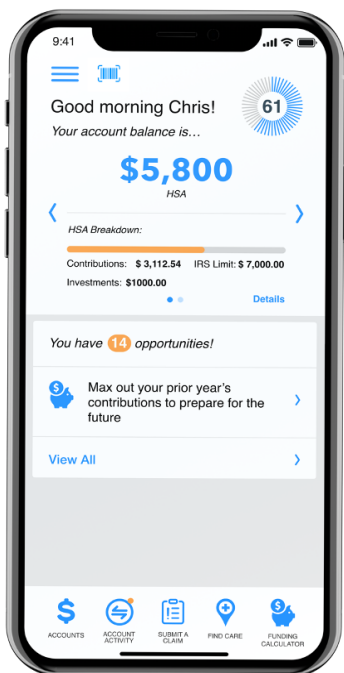 9:41
Good morning Chris!
61
Your account balance is...
$5,800
HSA
HSA Breakdown:
Contributions: $ 3,112.54 IRS Limit: $ 7,000.00
Investments: $1000.00
Details
You have 14 opportunities!
Max out your prior year's
contributions to prepare for the
future
View All
ACCOUNTS
ACCOUNT
ACTIVITY
SUBMIT A
CLAIM
FIND CARE
FUNDING
CALCULATOR